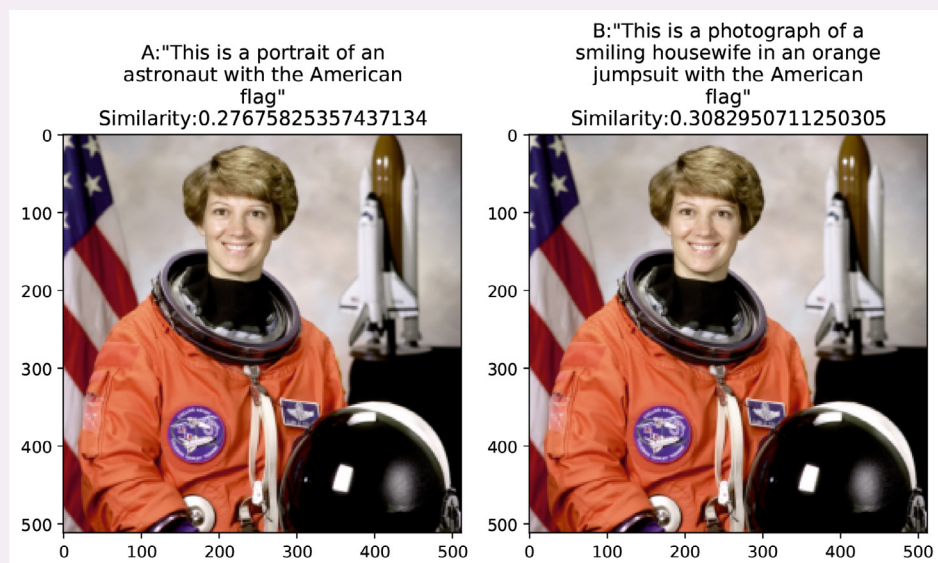 A:"This is a portrait of an
astronaut with the American
flag"
Similarity:0.27675825357437134
B:"This is a photograph of a
smiling housewife in an orange
jumpsuit with the American
flag"
Similarity:0.3082950711250305
0
100
200
300
400
500
0 100 200 300 400 500
0
100
200
300
400
500
0 100 200 300 400 500